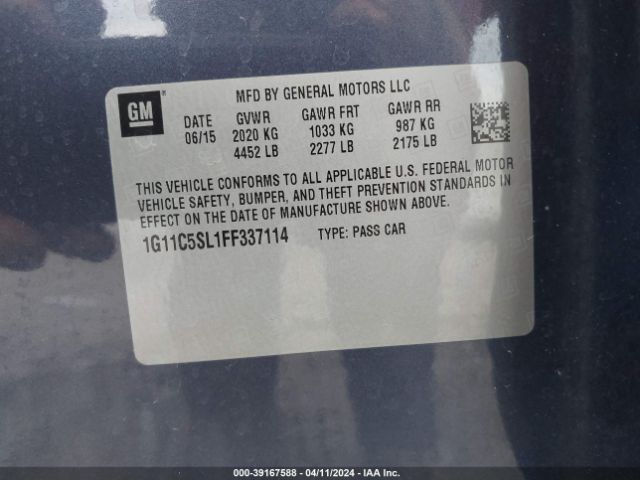 GM
MFD BY GENERAL MOTORS LLC
DATE GVWR GAWR FRT GAWR RR
06/15 2020 KG 1033 KG 987 KG
4452 LB 2277 LB 2175 LB
THIS VEHICLE CONFORMS TO ALL APPLICABLE U.S. FEDERAL MOTOR
VEHICLE SAFETY, BUMPER, AND THEFT PREVENTION STANDARDS IN
EFFECT ON THE DATE OF MANUFACTURE SHOWN ABOVE.
1G11C5SL1FF337114 TYPE: PASS CAR
000-39167588 / 04/11/2024 - IAA Inc.